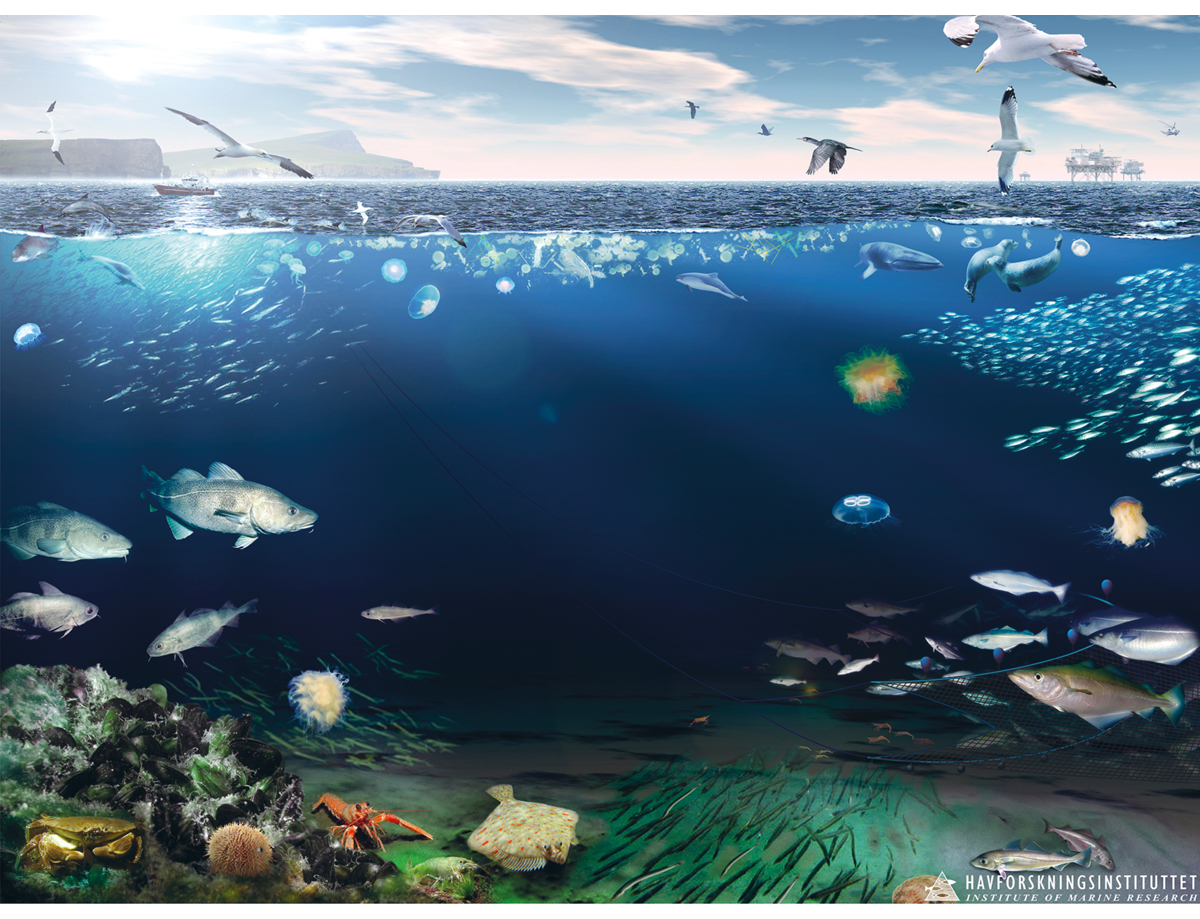 HAVFORSKNINGSINSTITUTTET
INSTITUTE OF MARINE RESEARCH